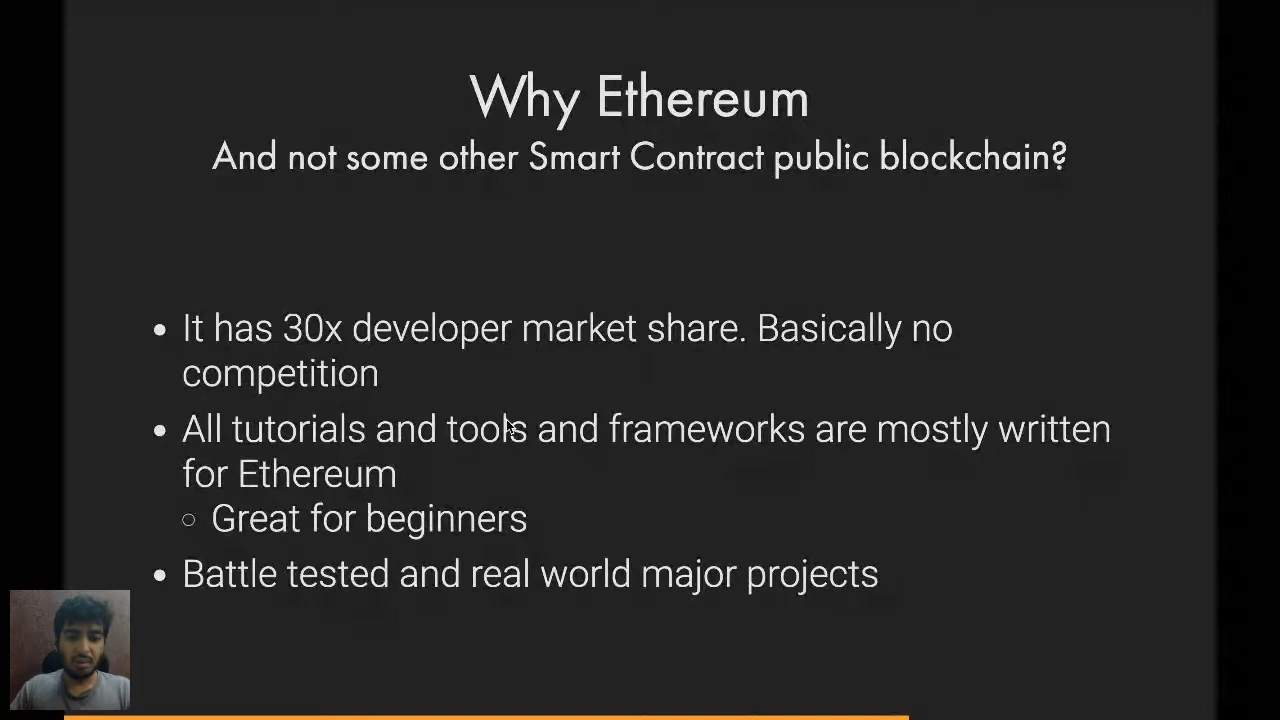 Why Ethereum
And not some other Smart Contract public blockchain?
It has 30x developer market share. Basically no
competition
All tutorials and tools and frameworks are mostly written
for Ethereum
Great for beginners
Battle tested and real world major projects